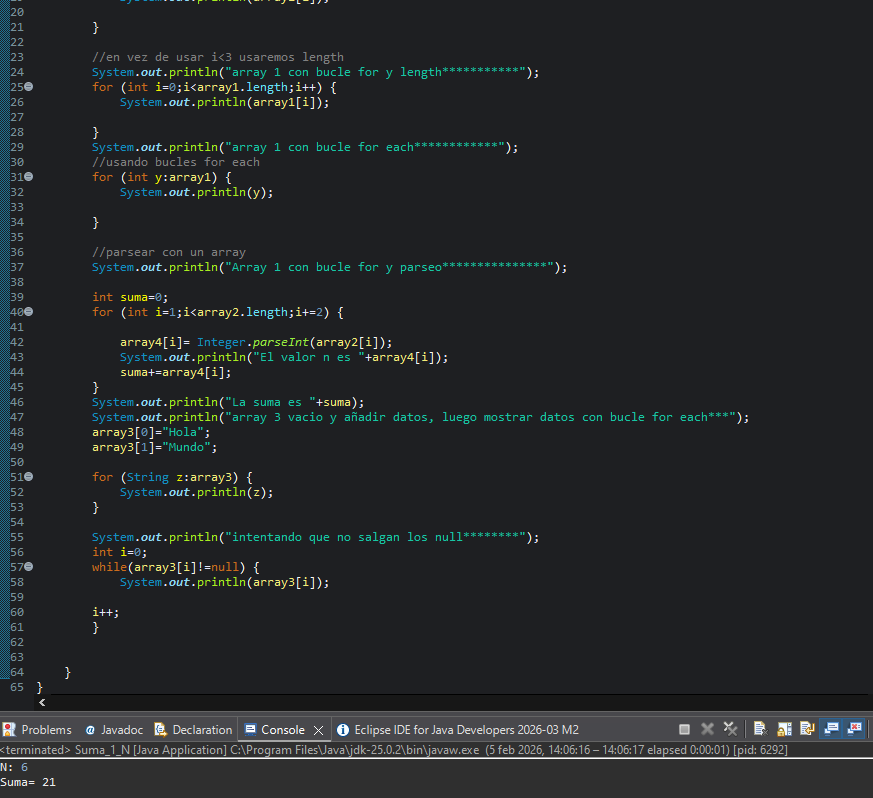 20
21 }
22
23 //en vez de usar i<3 usaremos length
24 System.out.println("array 1 con bucle for y length***********");
25 for (int i=0;i<array1.length;i++) {
26 System.out.println(array1[i]);
27
28 }
29 System.out.println("array 1 con bucle for each************");
30 //usando bucles for each
31 for (int y:array1) {
32 System.out.println(y);
33
34 }
35
36 //parsear con un array
37 System.out.println("Array 1 con bucle for y parseo***************");
38
39 int suma=0;
40 for (int i=1;i<array2.length;i+=2) {
41
42 array4[i]= Integer.parseInt(array2[i]);
43 System.out.println("El valor n es "+array4[i]);
44 suma+=array4[i];
45 }
46 System.out.println("La suma es "+suma);
47 System.out.println("array 3 vacio y añadir datos, luego mostrar datos con bucle for each***");
48 array3[0]="Hola";
49 array3[1]="Mundo";
50
51 for (String z:array3) {
52 System.out.println(z);
53 }
54
55 System.out.println("intentando que no salgan los null********");
56 int i=0;
57 while(array3[i]!=null) {
58 System.out.println(array3[i]);
59
60 i++;
61 }
62
63
64 }
65 }
Problems Javadoc Declaration Console Eclipse IDE for Java Developers 2026-03 M2
<terminated> Suma_1_N [Java Application] C:\Program Files\Java\jdk-25.0.2\bin\javaw.exe (5 feb 2026, 14:06:16 – 14:06:17 elapsed 0:00:01) [pid: 6292]
N: 6
Suma= 21